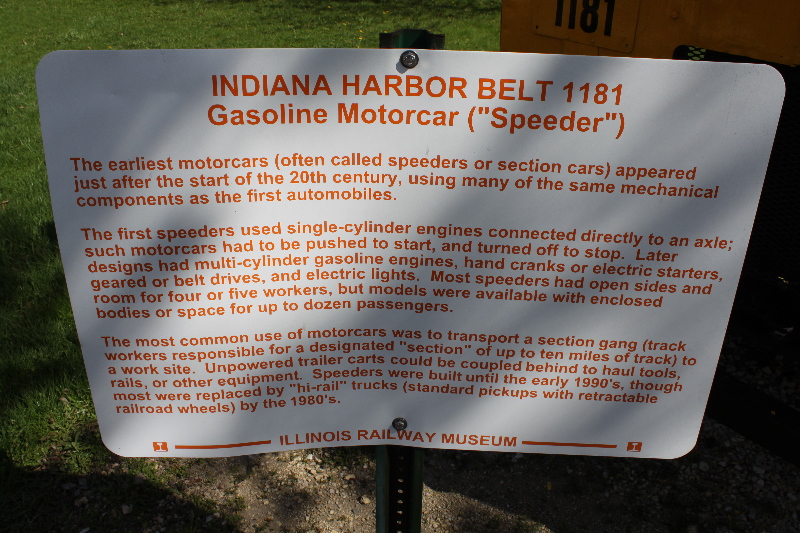 1181
INDIANA HARBOR BELT 1181
Gasoline Motorcar ("Speeder")
The earliest motorcars (often called speeders or section cars) appeared
just after the start of the 20th century, using many of the same mechanical
components as the first automobiles.
The first speeders used single-cylinder engines connected directly to an axle;
such motorcars had to be pushed to start, and turned off to stop. Later
designs had multi-cylinder gasoline engines, hand cranks or electric starters,
geared or belt drives, and electric lights. Most speeders had open sides and
room for four or five workers, but models were available with enclosed
bodies or space for up to dozen passengers.
The most common use of motorcars was to transport a section gang (track
workers responsible for a designated "section" of up to ten miles of track) to
a work site. Unpowered trailer carts could be coupled behind to haul tools,
rails, or other equipment. Speeders were built until the early 1990's, though
most were replaced by "hi-rail" trucks (standard pickups with retractable
railroad wheels) by the 1980's.
ILLINOIS RAILWAY MUSEUM